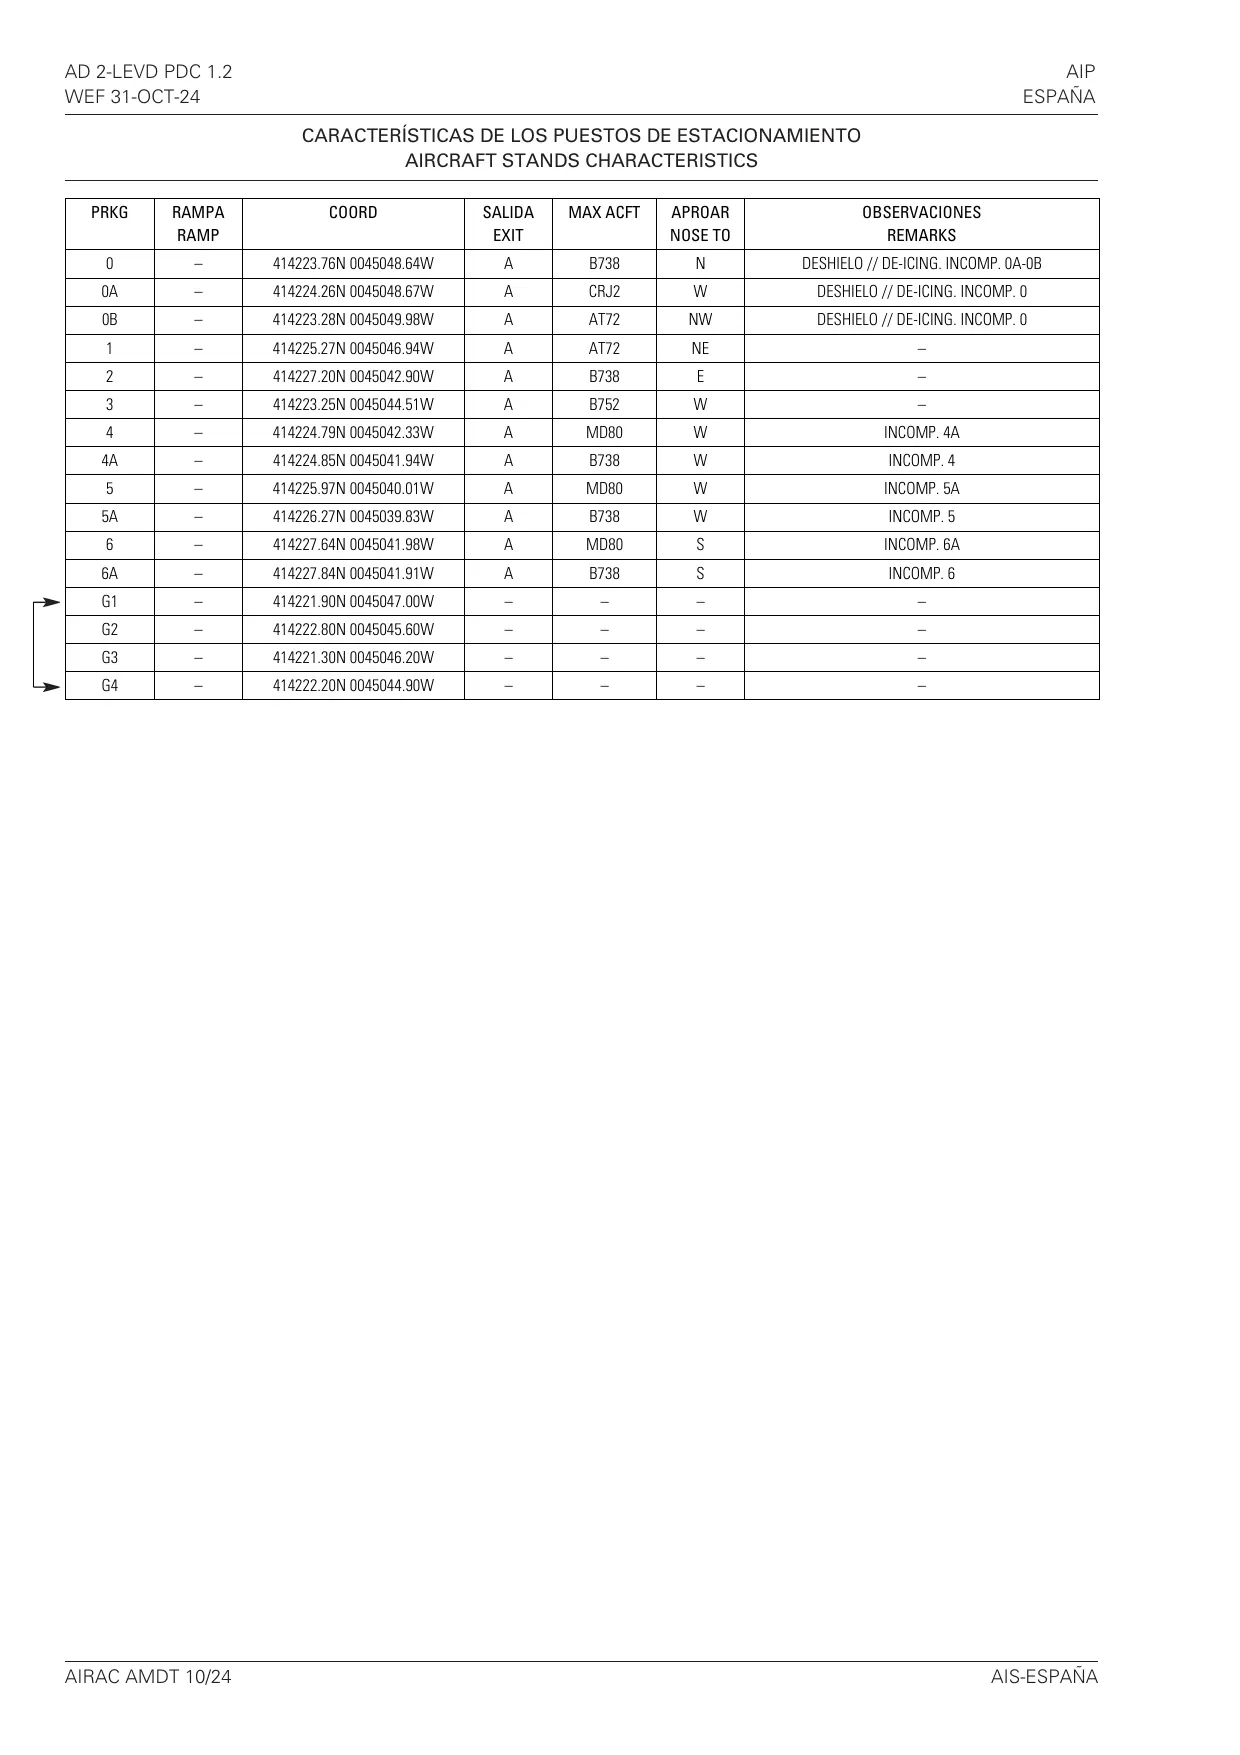 AD 2-LEVD PDC 1.2 AIP
WEF 31-OCT-24 ESPAÑA
CARACTERÍSTICAS DE LOS PUESTOS DE ESTACIONAMIENTO
AIRCRAFT STANDS CHARACTERISTICS
PRKG RAMPA COORD SALIDA MAX ACFT APROAR OBSERVACIONES
RAMP EXIT NOSE TO REMARKS
0 – 414223.76N 0045048.64W A B738 N DESHIELO // DE-ICING. INCOMP. 0A-0B
0A – 414224.26N 0045048.67W A CRJ2 W DESHIELO // DE-ICING. INCOMP. 0
0B – 414223.28N 0045049.98W A AT72 NW DESHIELO // DE-ICING. INCOMP. 0
1 – 414225.27N 0045046.94W A AT72 NE –
2 – 414227.20N 0045042.90W A B738 E –
3 – 414223.25N 0045044.51W A B752 W –
4 – 414224.79N 0045042.33W A MD80 W INCOMP. 4A
4A – 414224.85N 0045041.94W A B738 W INCOMP. 4
5 – 414225.97N 0045040.01W A MD80 W INCOMP. 5A
5A – 414226.27N 0045039.83W A B738 W INCOMP. 5
6 – 414227.64N 0045041.98W A MD80 S INCOMP. 6A
6A – 414227.84N 0045041.91W A B738 S INCOMP. 6
G1 – 414221.90N 0045047.00W – – – –
G2 – 414222.80N 0045045.60W – – – –
G3 – 414221.30N 0045046.20W – – – –
G4 – 414222.20N 0045044.90W – – – –
AIRAC AMDT 10/24 AIS-ESPAÑA